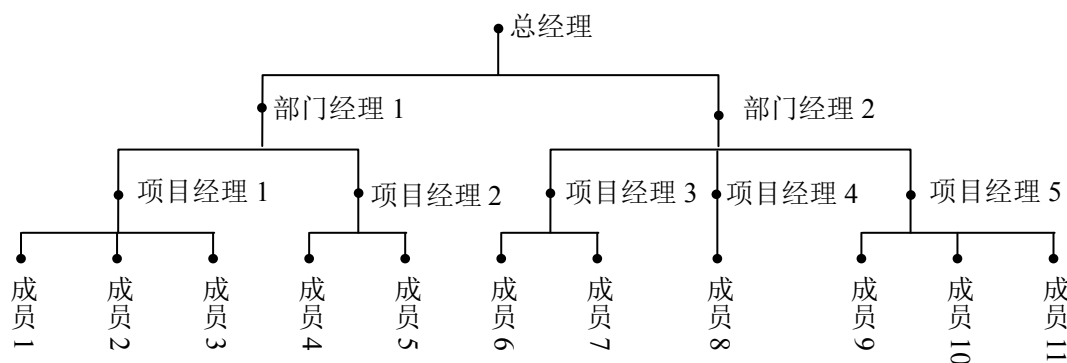 总经理
部门经理 1
部门经理 2
项目经理 1
项目经理 2
项目经理 3
项目经理 4
项目经理 5
成员 1
成员 2
成员 3
成员 4
成员 5
成员 6
成员 7
成员 8
成员 9
成员 10
成员 11